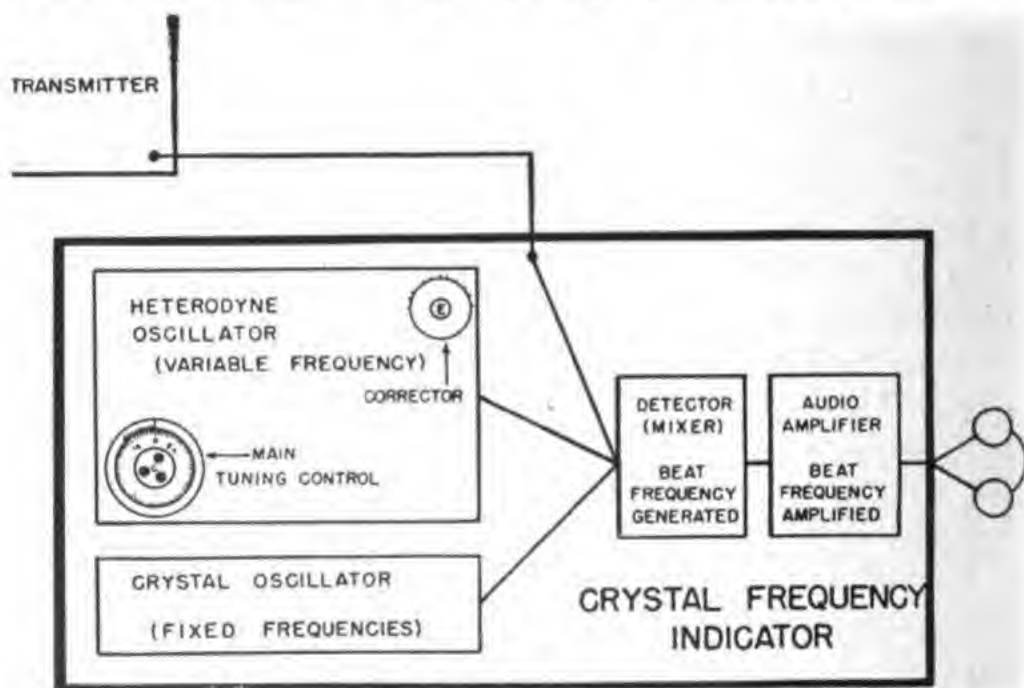 TRANSMITTER
HETERODYNE
OSCILLATOR
(VARIABLE FREQUENCY)
CORRECTOR
MAIN
TUNING CONTROL
CRYSTAL OSCILLATOR
(FIXED FREQUENCIES)
DETECTOR
(MIXER)
BEAT
FREQUENCY
GENERATED
AUDIO
AMPLIFIER
BEAT
FREQUENCY
AMPLIFIED
CRYSTAL FREQUENCY
INDICATOR